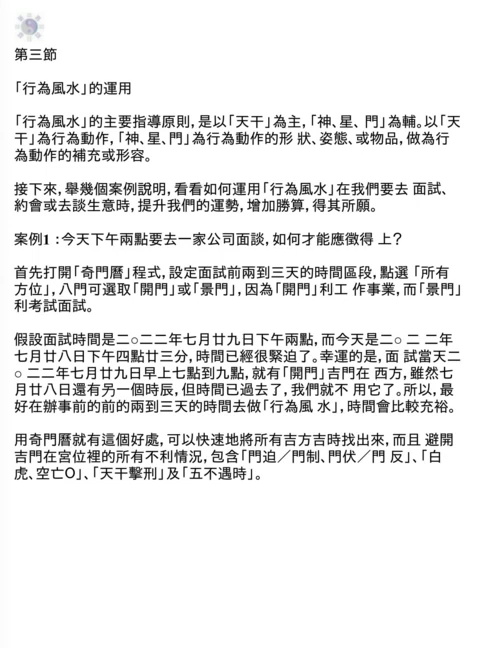 第三節
「行為風水」的運用
「行為風水」的主要指導原則，是以「天干」為主，「神、星、 門」為輔。以「天
干」為行為動作，「神、星、門」為行為動作的形 狀、姿態、或物品，做為行
為動作的補充或形容。
接下來，舉幾個案例說明，看看如何運用「行為風水」在我們要去 面試、
約會或去談生意時，提升我們的運勢，增加勝算，得其所願。
案例1 ：今天下午兩點要去一家公司面談，如何才能應徵得 上？
首先打開「奇門曆」程式，設定面試前兩到三天的時間區段，點選 「所有
方位」，八門可選取「開門」或「景門」，因為「開門」利工 作事業，而「景門」
利考試面試。
假設面試時間是二○二二年七月廿九日下午兩點，而今天是二○ 二 二年
七月廿八日下午四點廿三分，時間已經很緊迫了。幸運的是，面 試當天二
○ 二二年七月廿九日早上七點到九點，就有「開門」吉門在 西方，雖然七
月廿八日還有另一個時辰，但時間已過去了，我們就不 用它了。所以，最
好在辦事前的前的兩到三天的時間去做「行為風 水」，時間會比較充裕。
用奇門曆就有這個好處，可以快速地將所有吉方吉時找出來，而且 避開
吉門在宮位裡的所有不利情況，包含「門迫／門制、門伏／門 反」、「白
虎、空亡O」、「天干擊刑」及「五不遇時」。